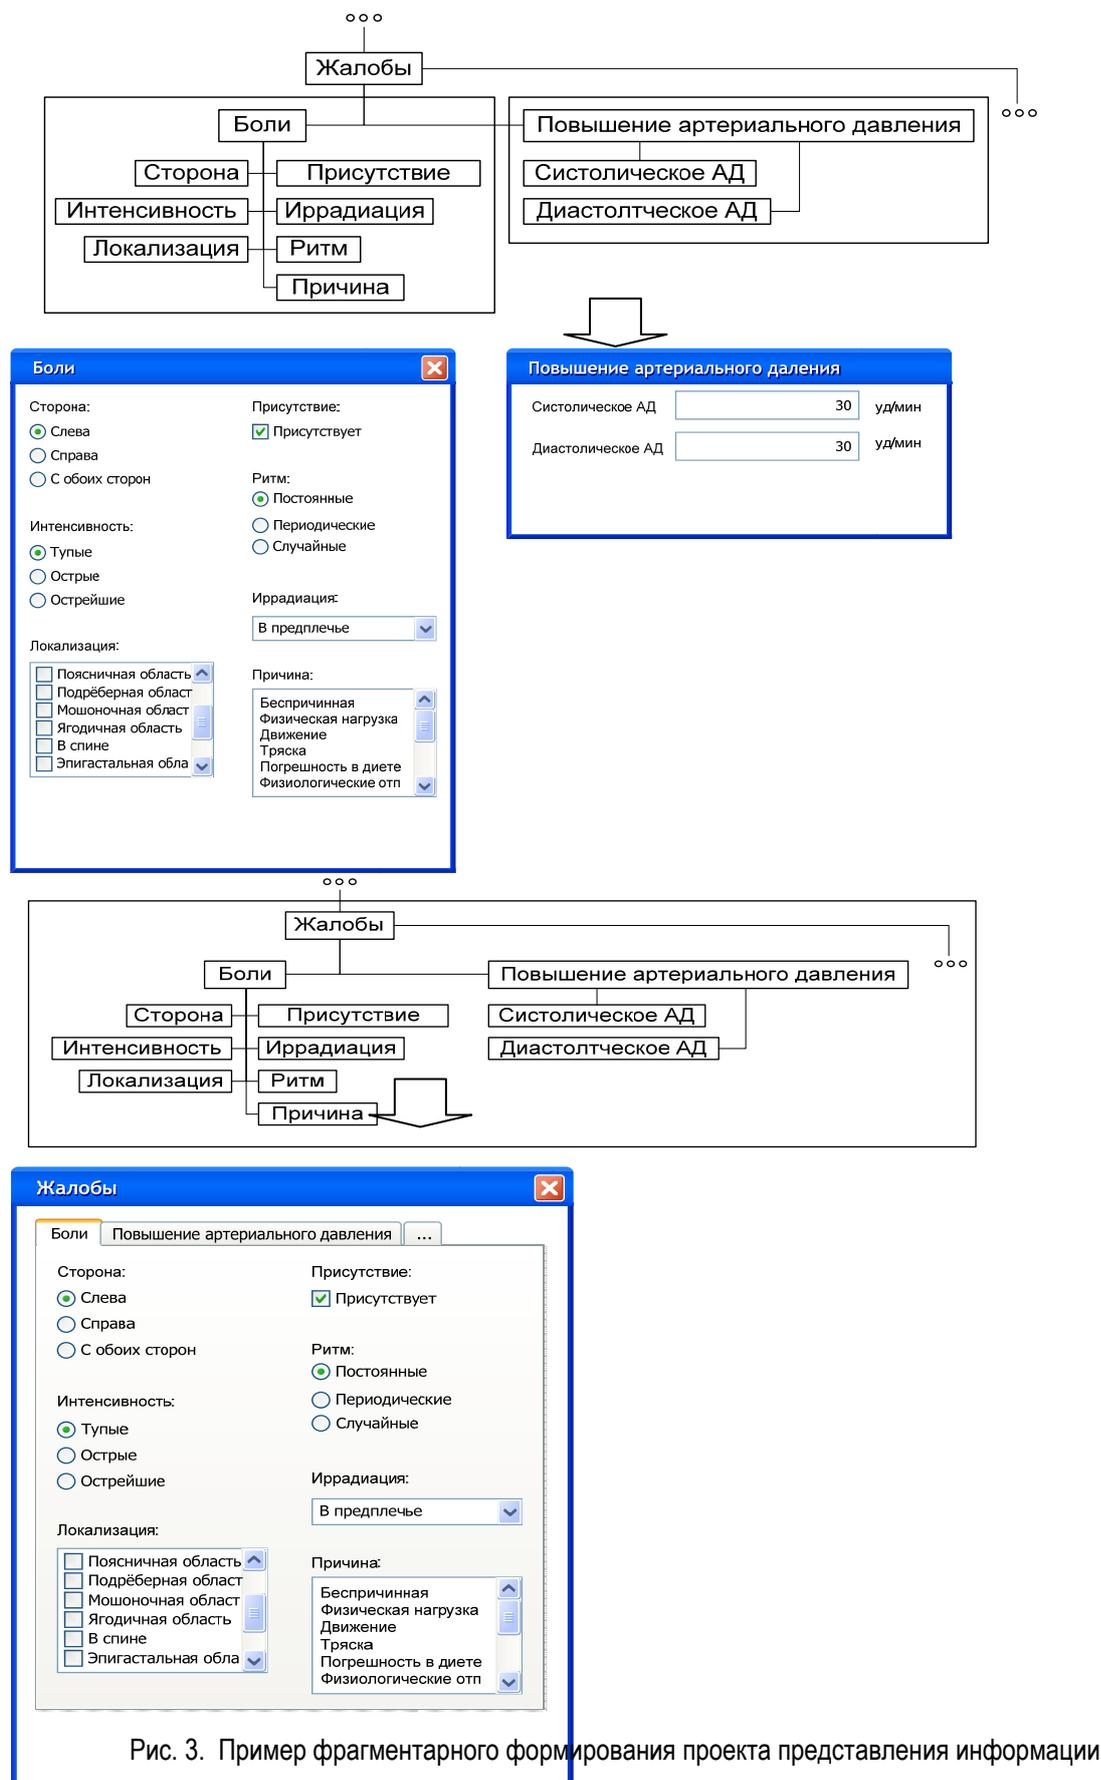 Жалобы
Боли
Повышение артериального давления
Сторона
Присутствие
Систолическое АД
Интенсивность
Иррадиация
Диастолтческое АД
Локализация
Ритм
Причина
Боли
Сторона:
Слева
Справа
С обоих сторон
Интенсивность:
Тупые
Острые
Острейшие
Локализация:
Поясничная область
Подрёберная област
Мошоночная област
Ягодичная область
В спине
Эпигастальная обла
Присутствие:
Присутствует
Ритм:
Постоянные
Периодические
Случайные
Иррадиация:
В предплечье
Причина:
Беспричинная
Физическая нагрузка
Движение
Тряска
Погрешность в диете
Физиологические отп
Повышение артериального даления
Систолическое АД 30 уд/мин
Диастолическое АД 30 уд/мин
Жалобы
Боли
Повышение артериального давления
Сторона
Присутствие
Систолическое АД
Интенсивность
Иррадиация
Диастолтческое АД
Локализация
Ритм
Причина
Жалобы
Боли Повышение артериального давления ...
Сторона:
Слева
Справа
С обоих сторон
Интенсивность:
Тупые
Острые
Острейшие
Локализация:
Поясничная область
Подрёберная област
Мошоночная област
Ягодичная область
В спине
Эпигастальная обла
Присутствие:
Присутствует
Ритм:
Постоянные
Периодические
Случайные
Иррадиация:
В предплечье
Причина:
Беспричинная
Физическая нагрузка
Движение
Тряска
Погрешность в диете
Физиологические отп
Рис. 3. Пример фрагментарного формирования проекта представления информации